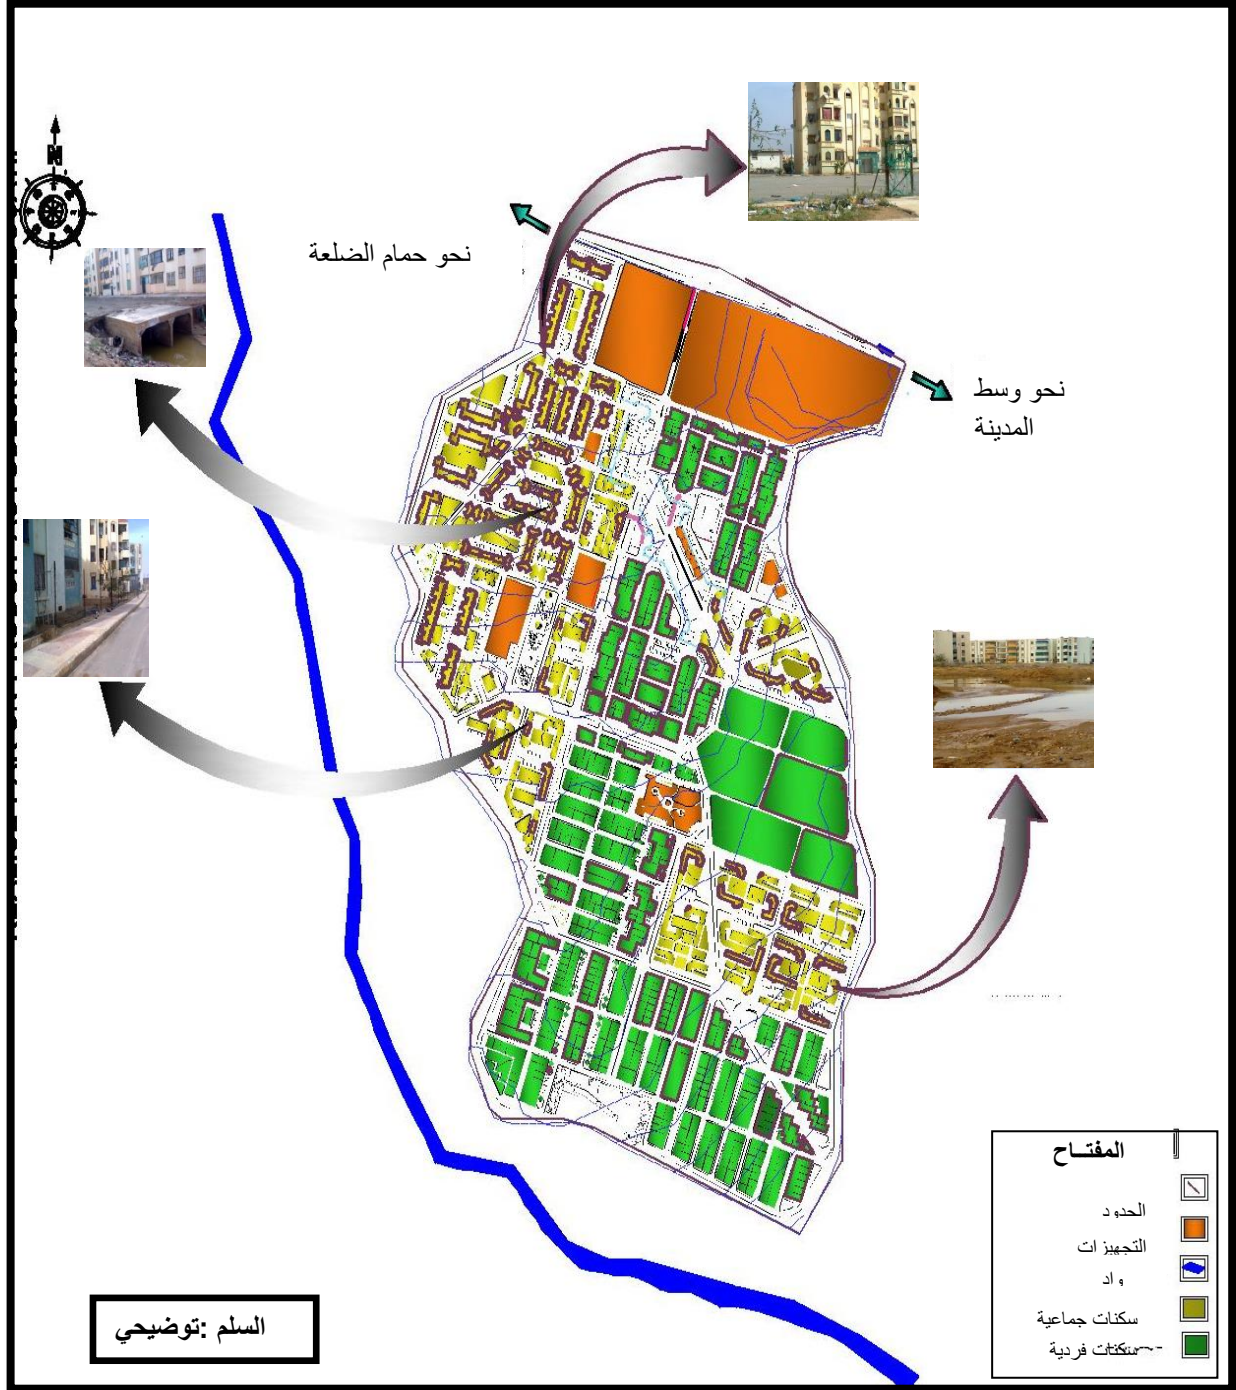 N
نحو حمام الضلعة
نحو وسط
المدينة
المفتــاح
الحدود
التجهيزات
واد
سكنات جماعية
سكنات فردية
السلم :توضيحي